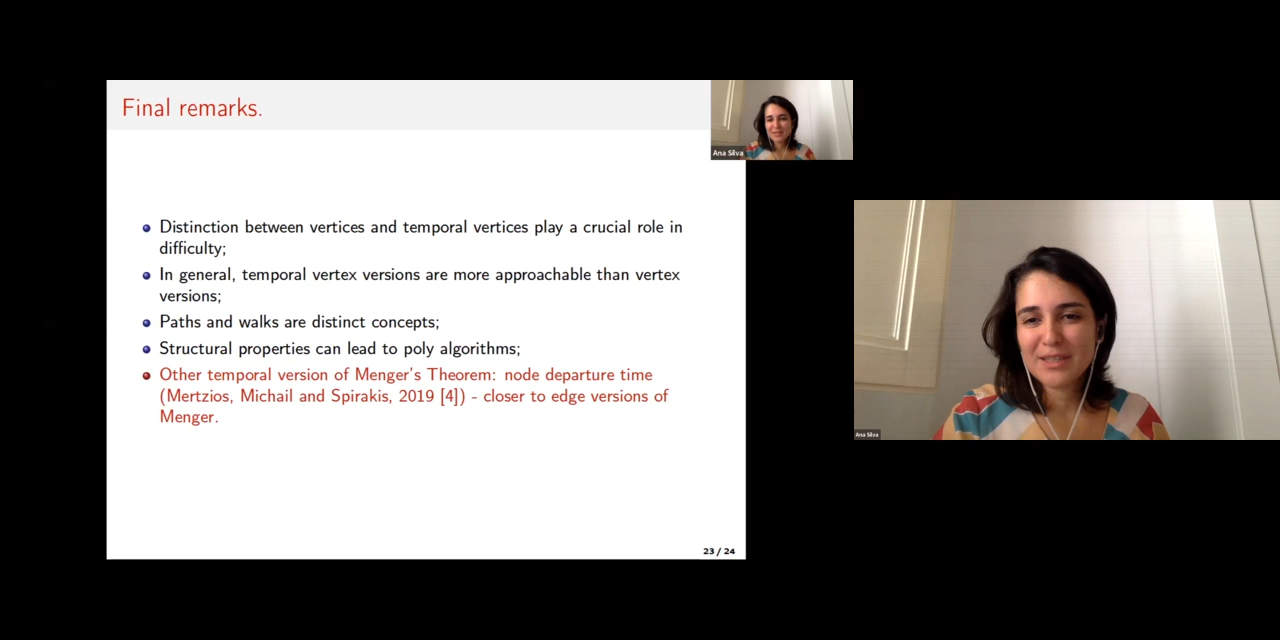 Final remarks.
Ana Silva
Distinction between vertices and temporal vertices play a crucial role in
difficulty;
In general, temporal vertex versions are more approachable than vertex
versions;
Paths and walks are distinct concepts;
Structural properties can lead to poly algorithms;
Other temporal version of Menger's Theorem: node departure time
(Mertzios, Michail and Spirakis, 2019 [4]) - closer to edge versions of
Menger.
23 / 24
Ana Silva